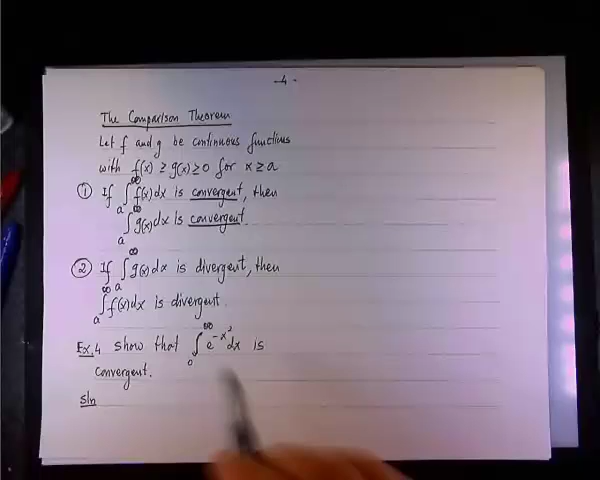 -4-
The Comparison Theorem
Let f and g be continuous functions
with f(x) ≥ g(x) ≥ 0 for x ≥ a
① If ∫_a^∞ f(x)dx is convergent, then
∫_a^∞ g(x)dx is convergent.
② If ∫_a^∞ g(x)dx is divergent, then
∫_a^∞ f(x)dx is divergent.
Ex.4 Show that ∫_0^∞ e^{-x²}dx is
convergent.
Sln